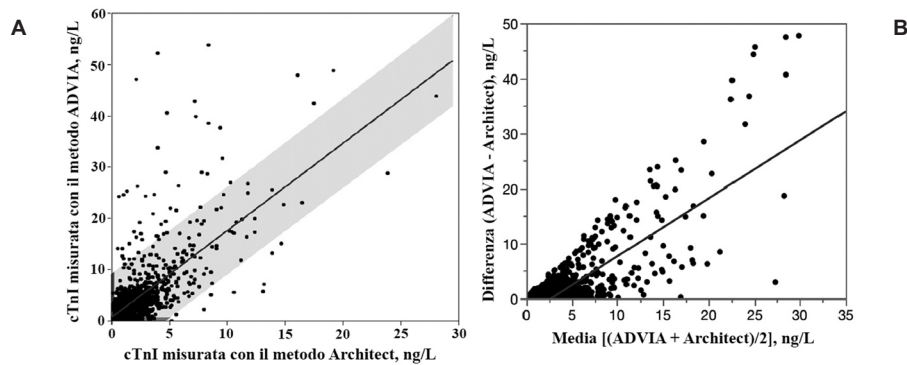 A
cTnI misurata con il metodo ADVIA, ng/L
60
50
40
30
20
10
0
0 5 10 15 20 25 30
cTnI misurata con il metodo Architect, ng/L
B
Differenza (ADVIA - Architect), ng/L
50
40
30
20
10
0
0 5 10 15 20 25 30 35
Media [(ADVIA + Architect)/2], ng/L